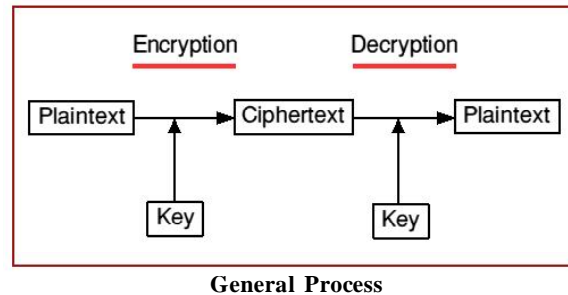 Encryption Decryption
Plaintext Ciphertext Plaintext
Key Key
General Process